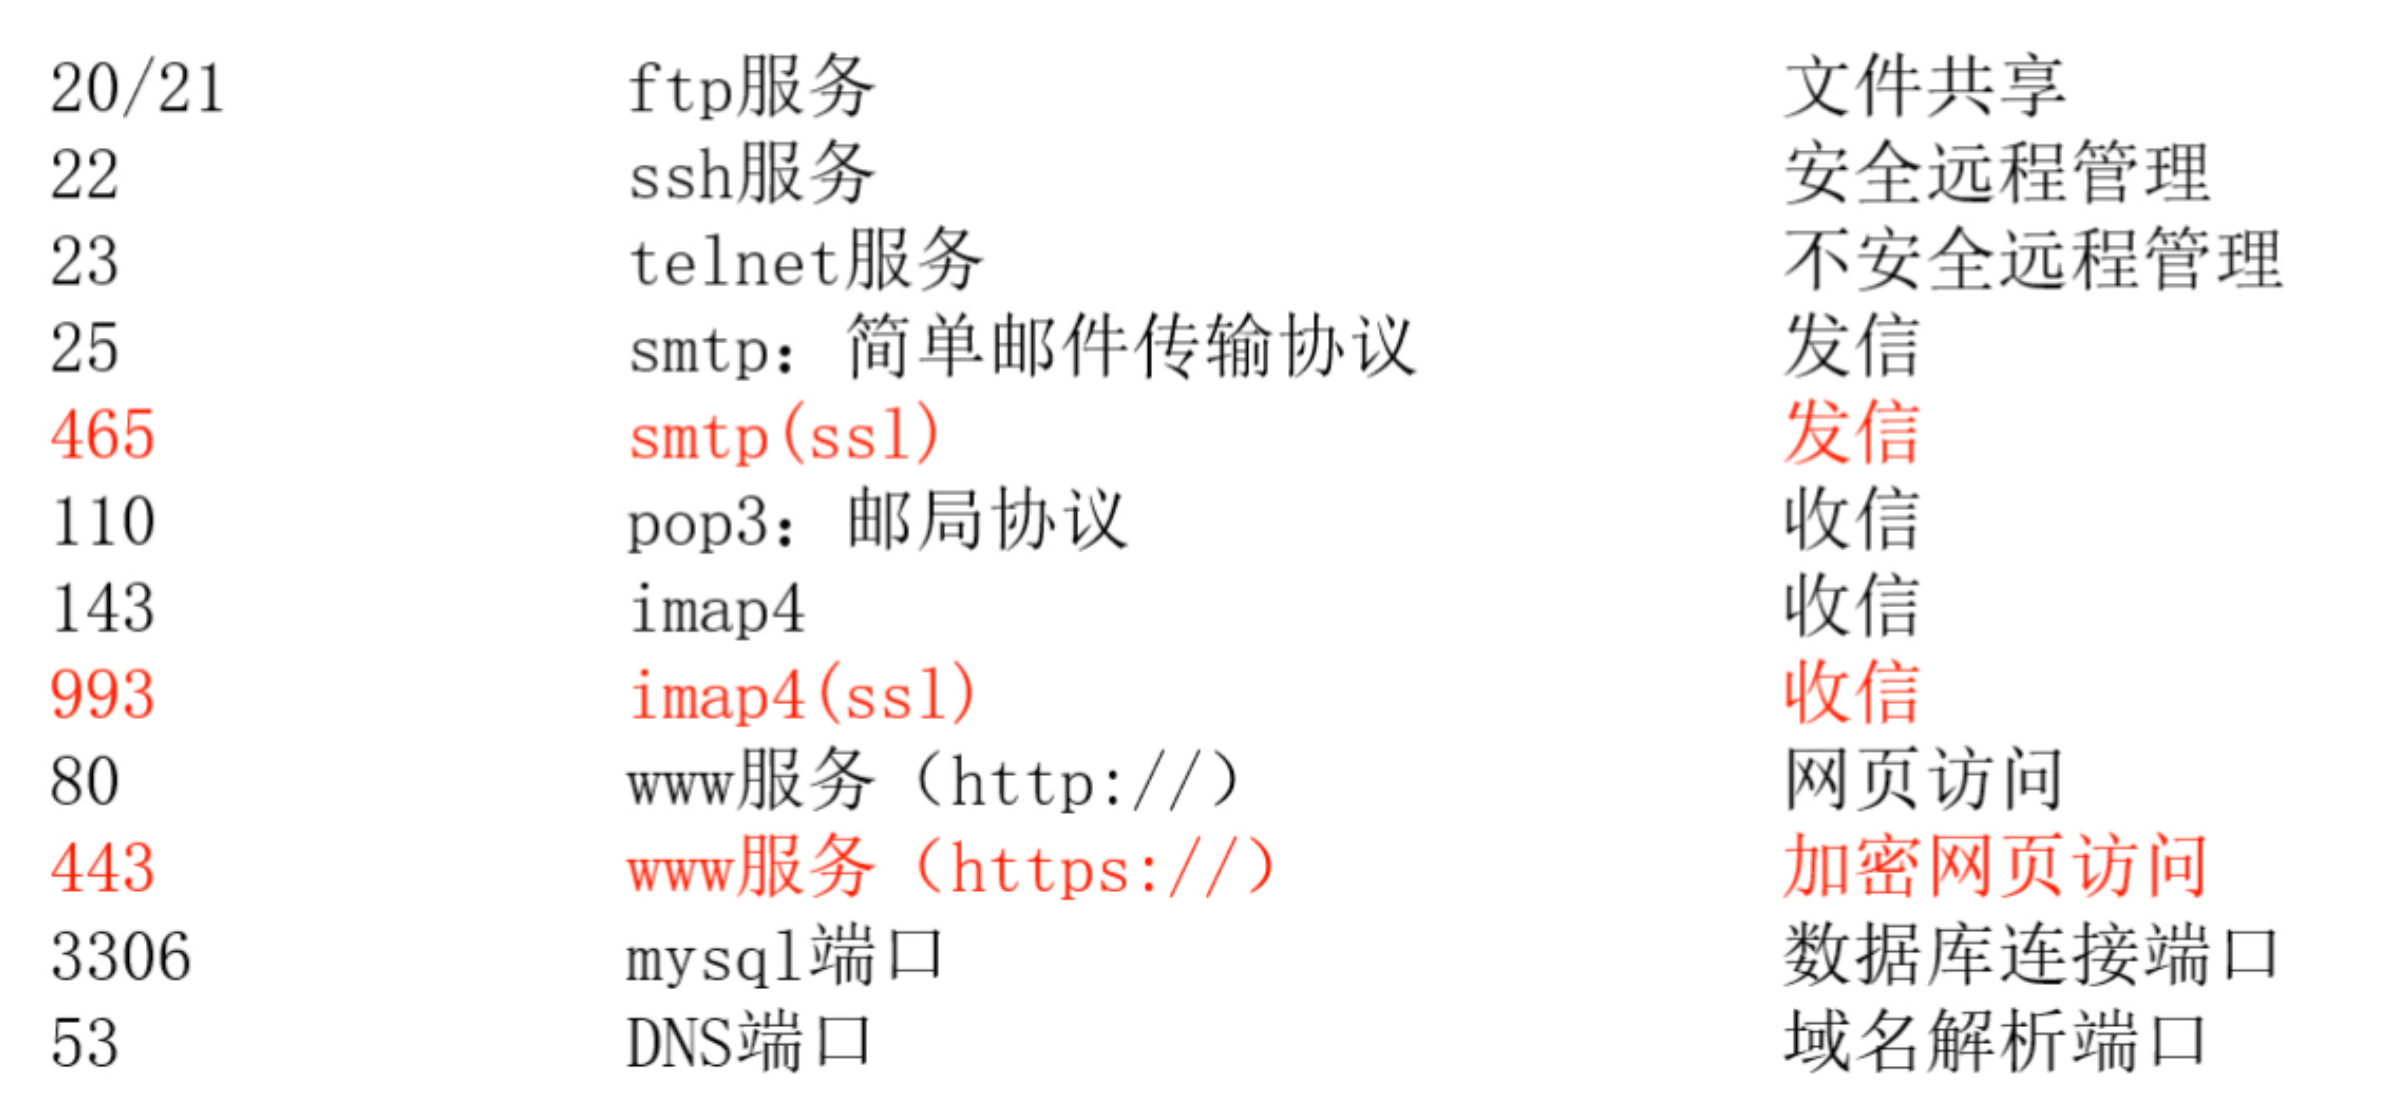 20/21 ftp服务 文件共享
22 ssh服务 安全远程管理
23 telnet服务 不安全远程管理
25 smtp：简单邮件传输协议 发信
465 smtp(ssl) 发信
110 pop3：邮局协议 收信
143 imap4 收信
993 imap4(ssl) 收信
80 www服务（http://） 网页访问
443 www服务（https://） 加密网页访问
3306 mysql端口 数据库连接端口
53 DNS端口 域名解析端口